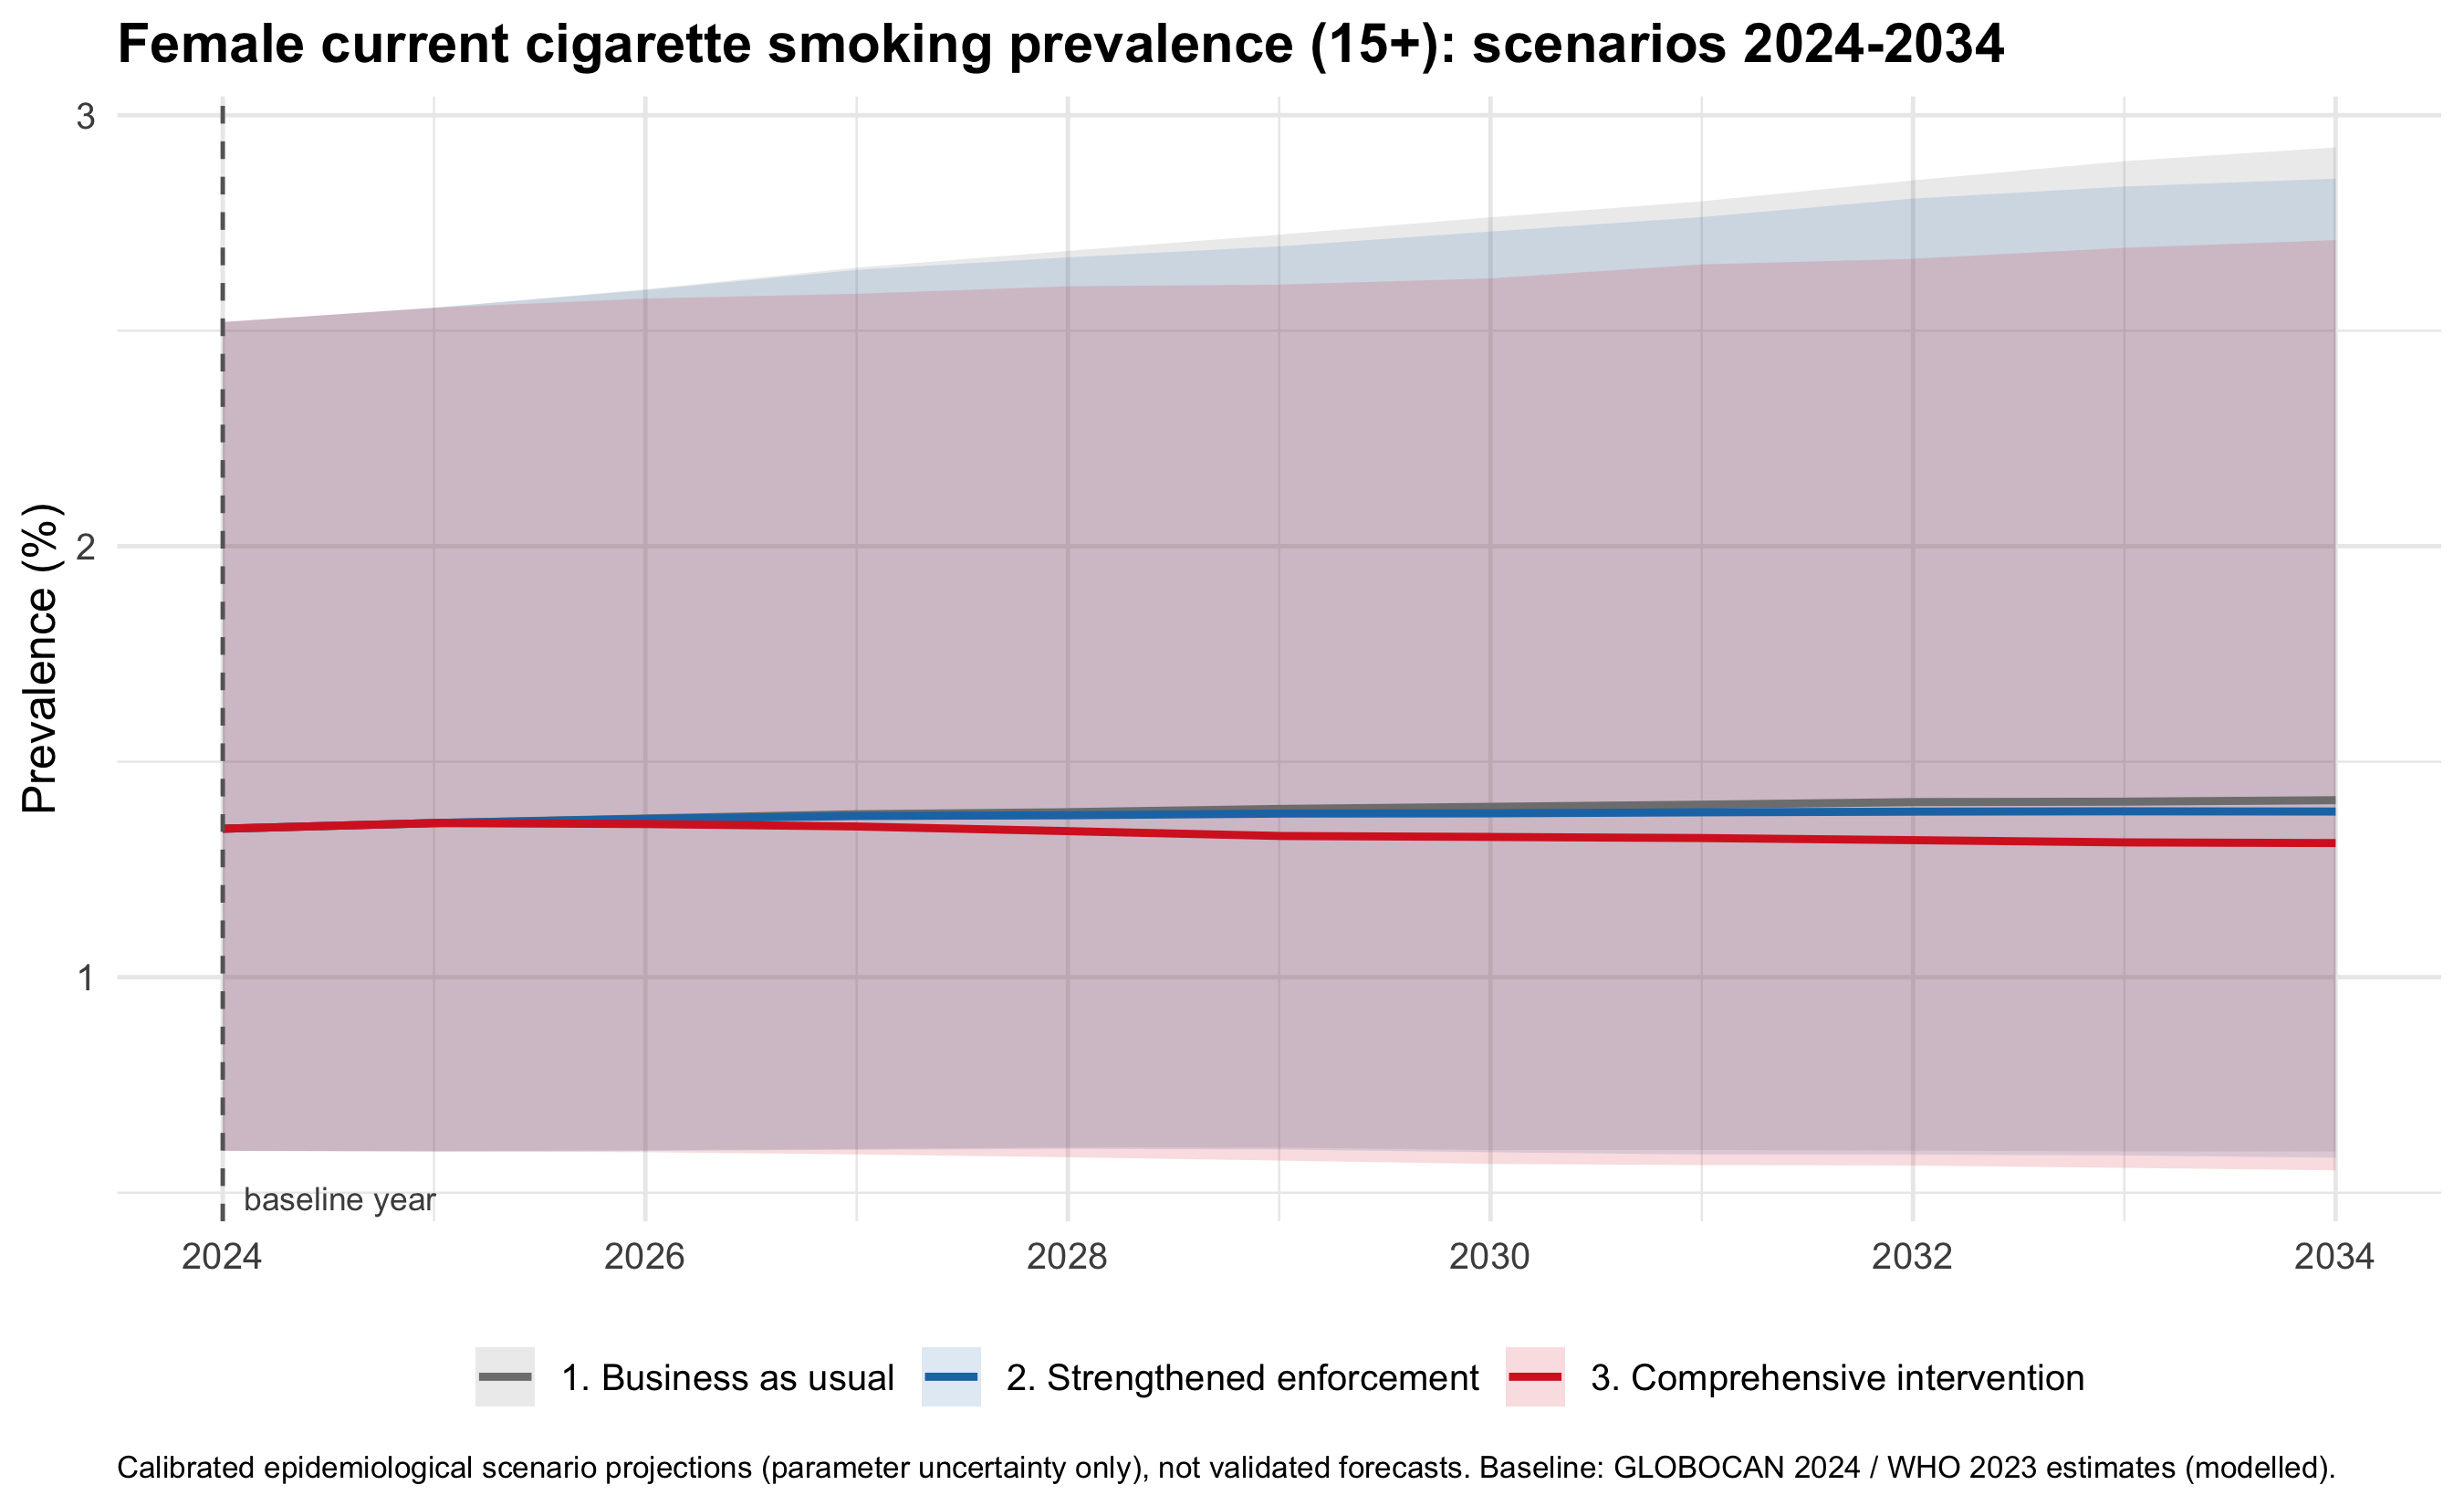 Female current cigarette smoking prevalence (15+): scenarios 2024-2034
Prevalence (%)
3
2
1
baseline year
2024 2026 2028 2030 2032 2034
1. Business as usual 2. Strengthened enforcement 3. Comprehensive intervention
Calibrated epidemiological scenario projections (parameter uncertainty only), not validated forecasts. Baseline: GLOBOCAN 2024 / WHO 2023 estimates (modelled).